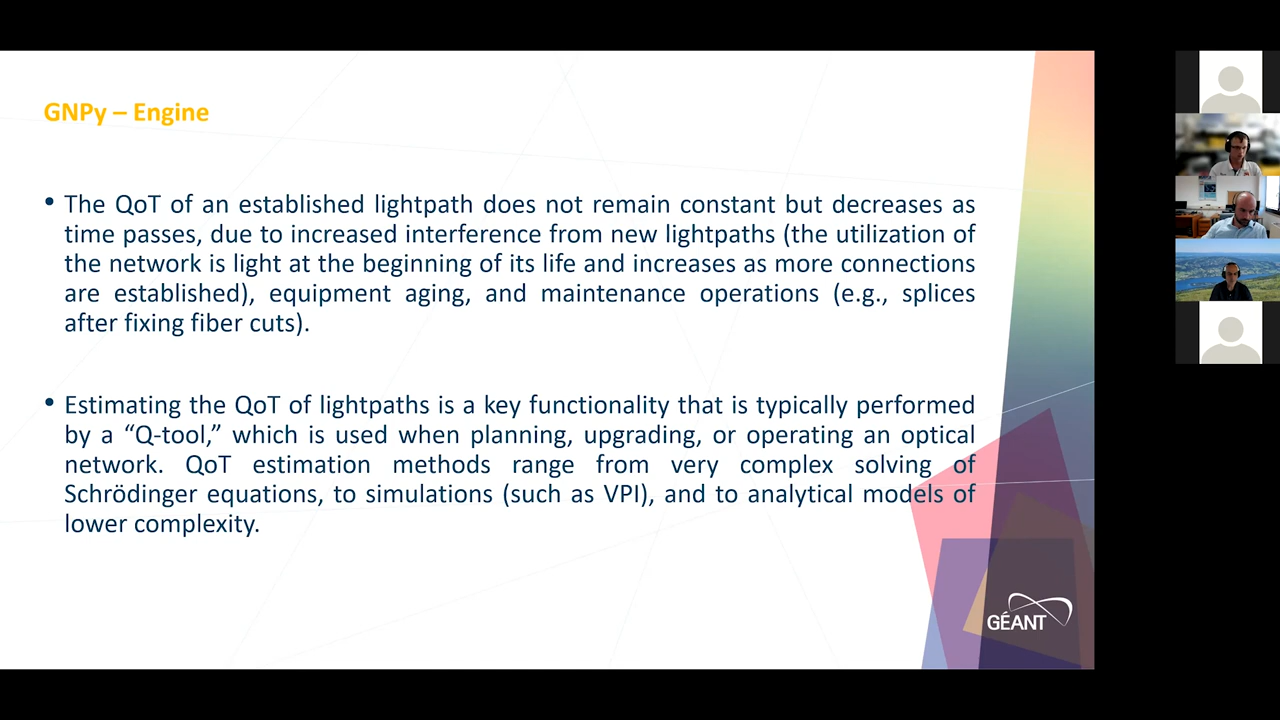 GNPy – Engine
• The QoT of an established lightpath does not remain constant but decreases as
time passes, due to increased interference from new lightpaths (the utilization of
the network is light at the beginning of its life and increases as more connections
are established), equipment aging, and maintenance operations (e.g., splices
after fixing fiber cuts).
• Estimating the QoT of lightpaths is a key functionality that is typically performed
by a “Q-tool,” which is used when planning, upgrading, or operating an optical
network. QoT estimation methods range from very complex solving of
Schrödinger equations, to simulations (such as VPI), and to analytical models of
lower complexity.
GÉANT